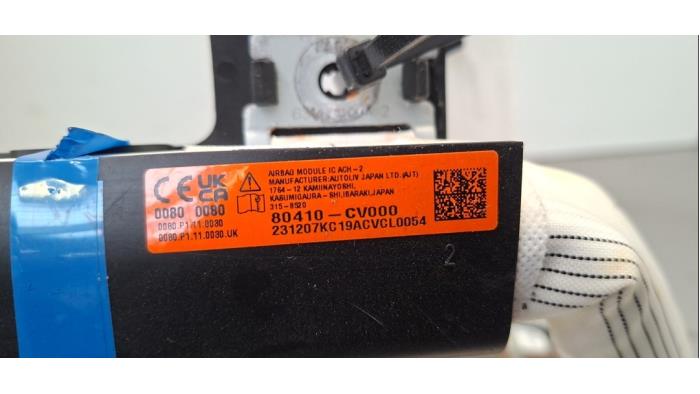 CE UK CA
0080 0080
0080.P1.11.0030
0080.P1.11.0030.UK
AIRBAG MODULE IC ACH-2
MANUFACTURER:AUTOLIV JAPAN LTD.(AJT)
1764-12 KAMIINAYOSHI,
KASUMIGAURA-SHI,IBARAKI,JAPAN
315-8520
80410-CV000
231207KC19ACVCL0054
2